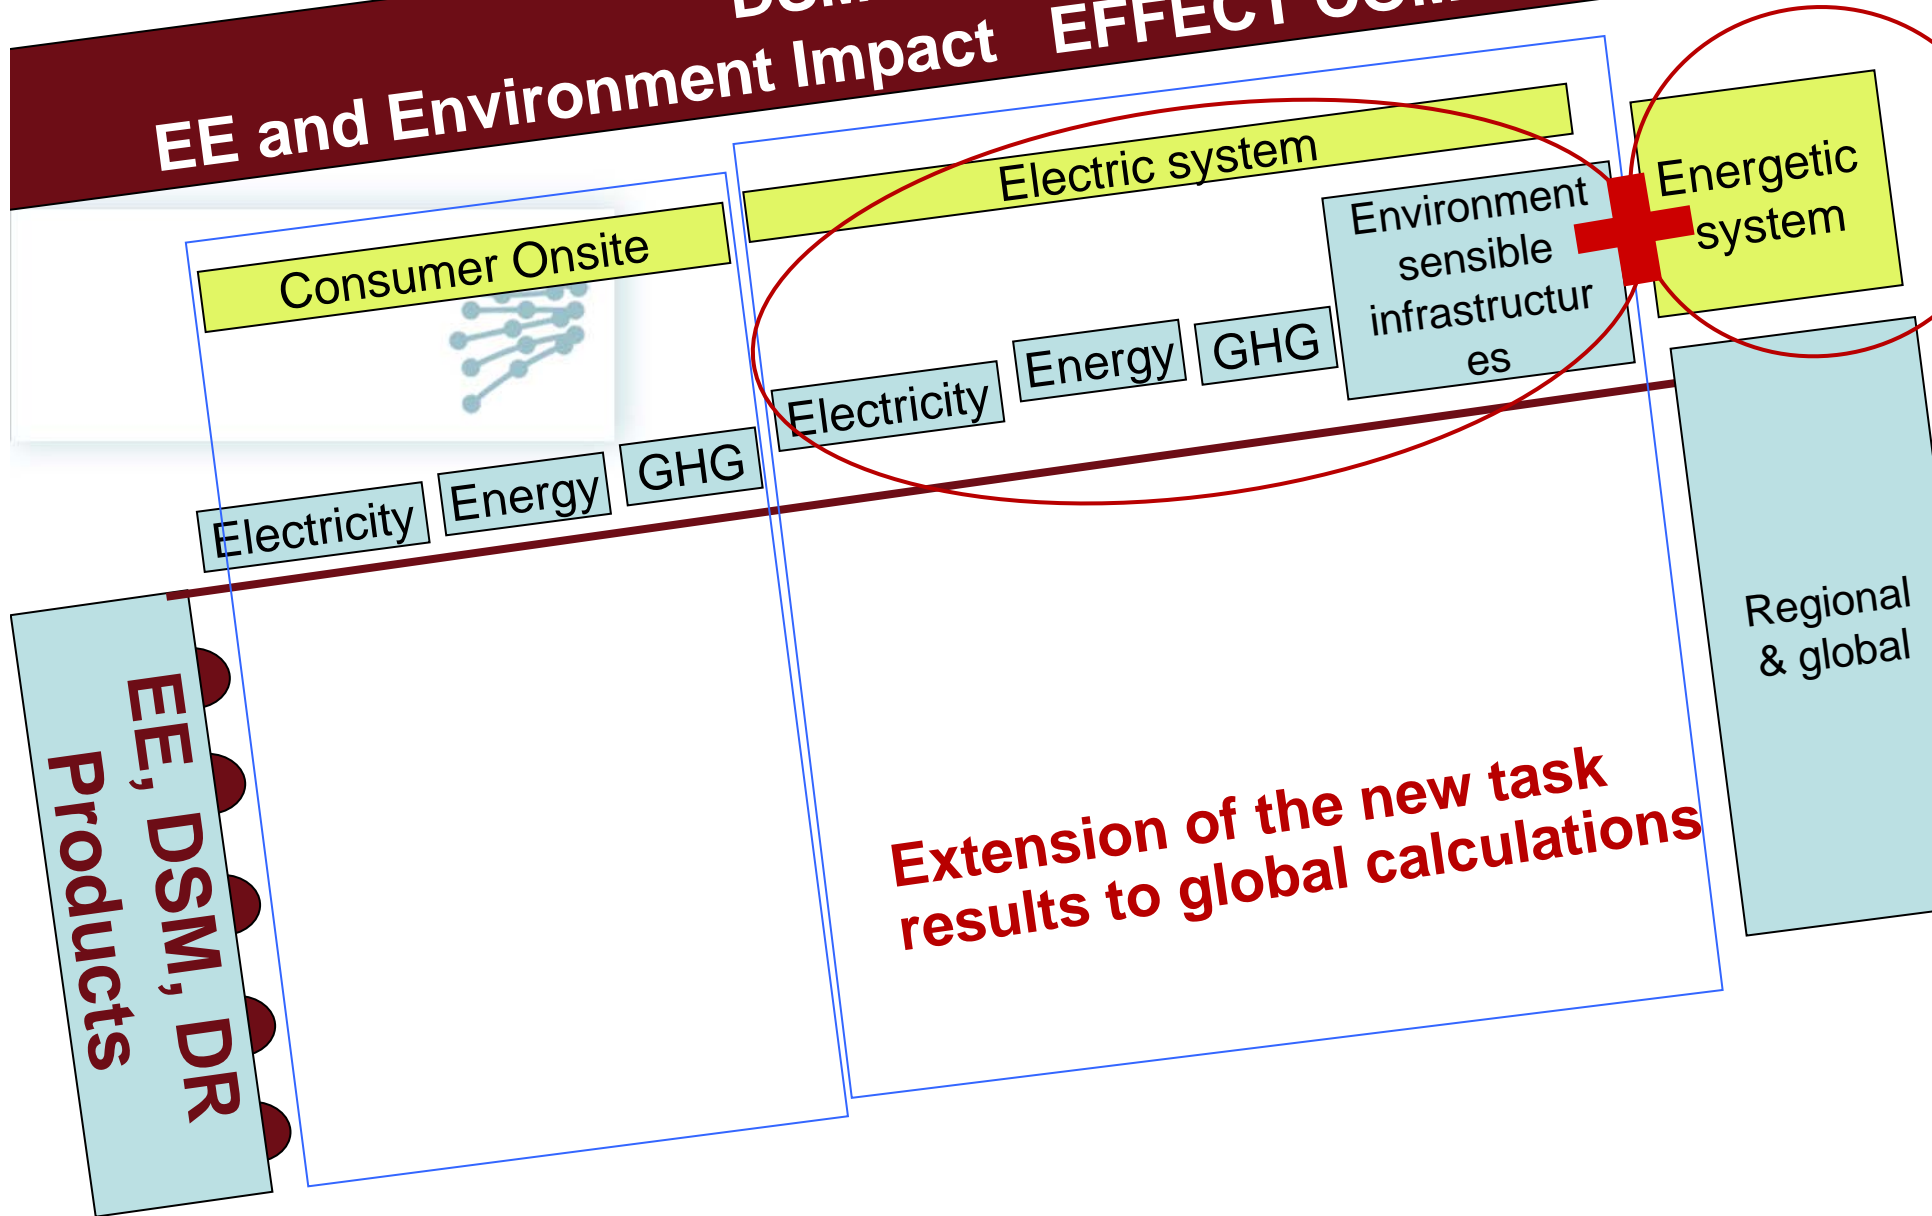 EE and Environment Impact EFFECT
Electric system
Energetic
system
Consumer Onsite
Environment
sensible
infrastructur
es
Electricity
Energy
GHG
Electricity
Energy
GHG
Regional
& global
EE, DSM, DR
Products
Extension of the new task
results to global calculations